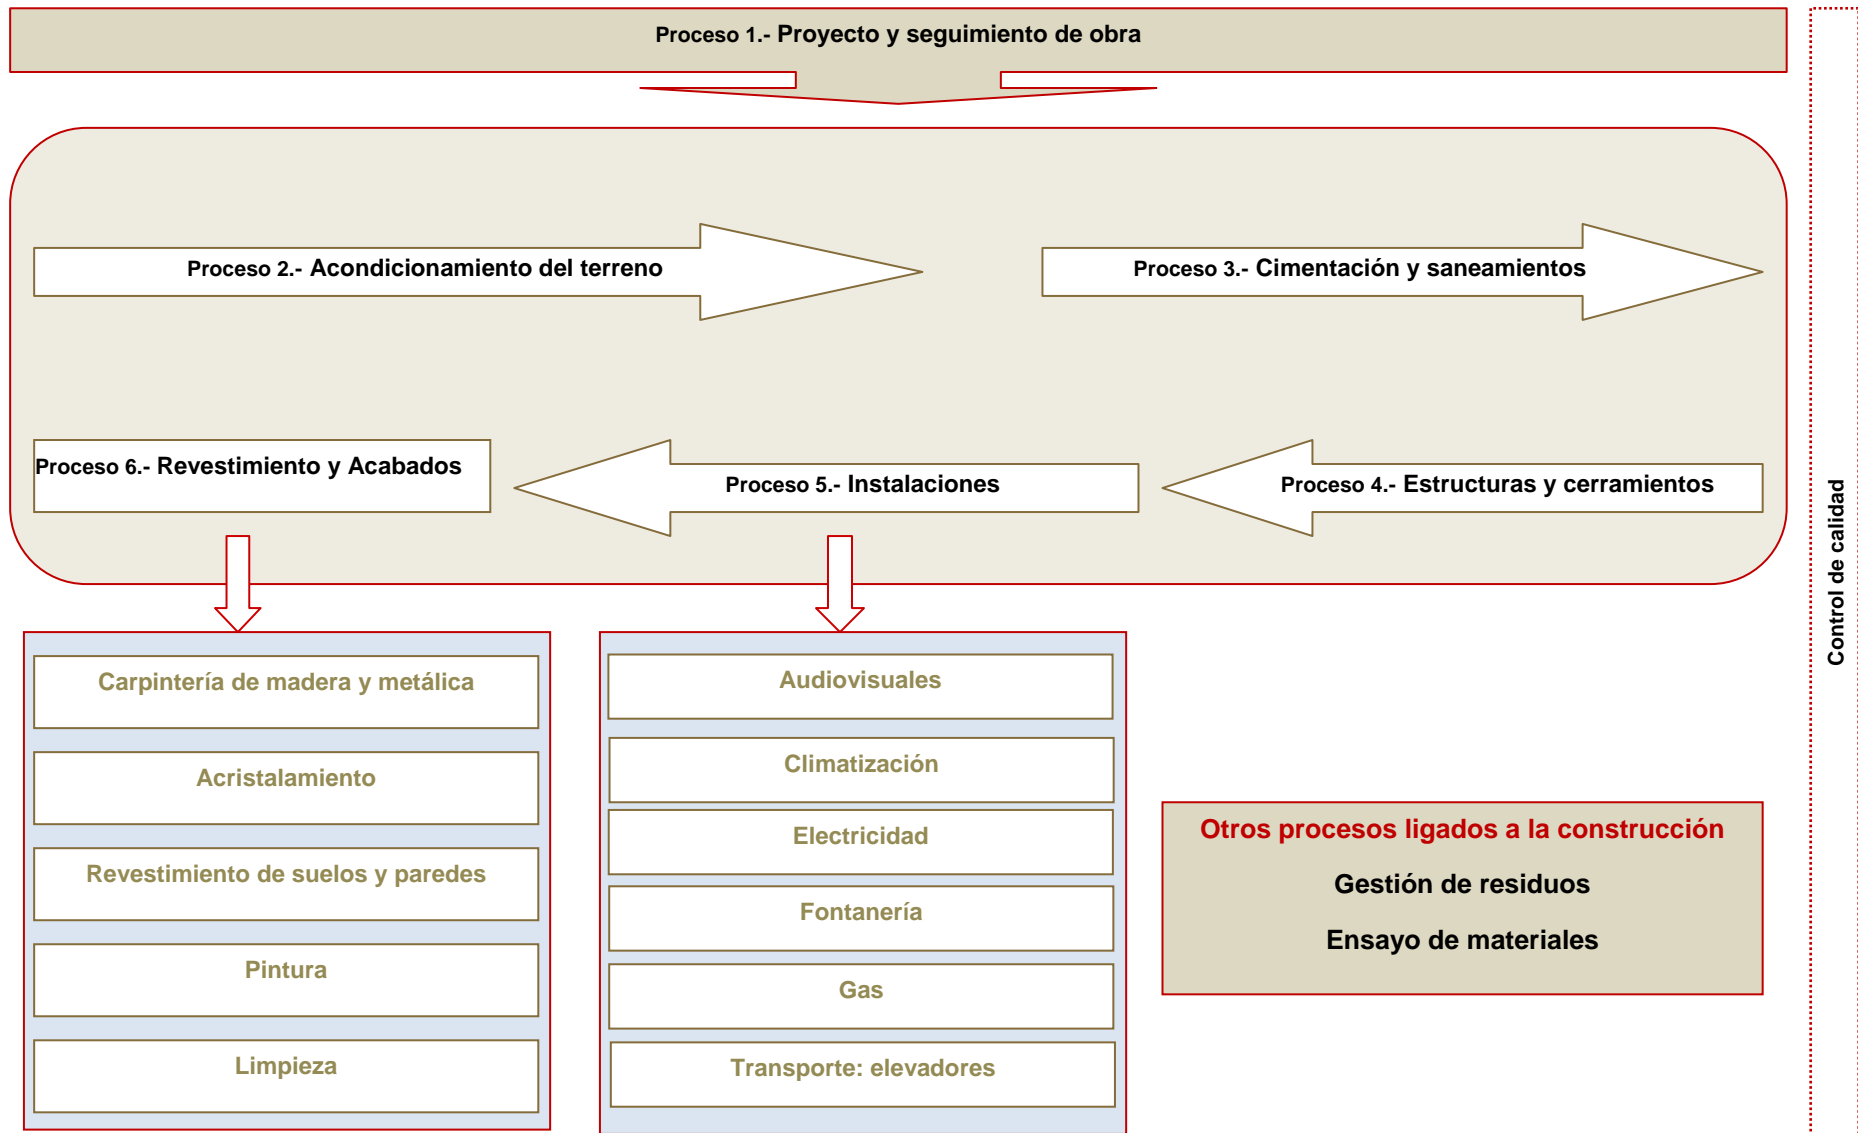 Proceso 1.- Proyecto y seguimiento de obra
Proceso 2.- Acondicionamiento del terreno
Proceso 3.- Cimentación y saneamientos
Proceso 6.- Revestimiento y Acabados
Proceso 5.- Instalaciones
Proceso 4.- Estructuras y cerramientos
Carpintería de madera y metálica
Acristalamiento
Revestimiento de suelos y paredes
Pintura
Limpieza
Audiovisuales
Climatización
Electricidad
Fontanería
Gas
Transporte: elevadores
Otros procesos ligados a la construcción
Gestión de residuos
Ensayo de materiales
Control de calidad